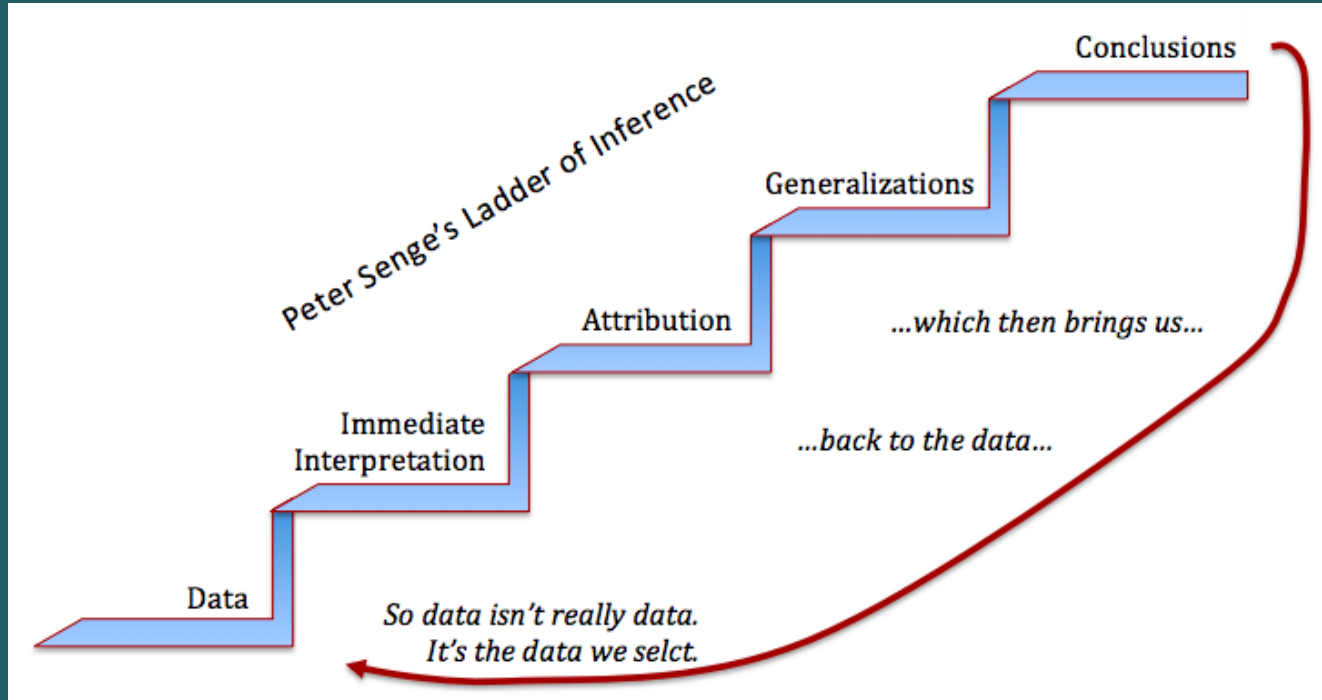 Conclusions
Peter Senge's Ladder of Inference
Generalizations
Attribution
...which then brings us...
Immediate
Interpretation
...back to the data...
Data
So data isn't really data.
It's the data we selct.